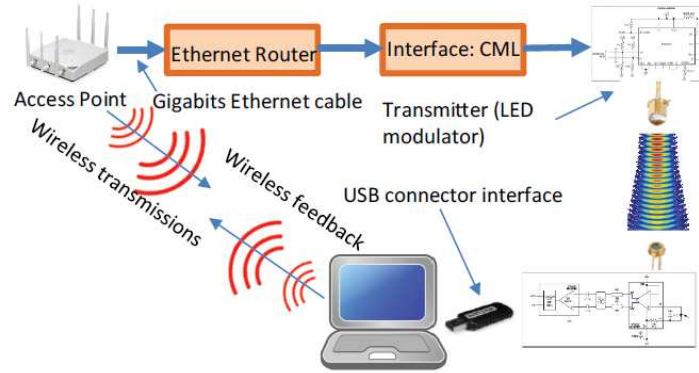 Ethernet Router
Interface: CML
Access Point
Gigabits Ethernet cable
Transmitter (LED
modulator)
Wireless transmissions
Wireless feedback
USB connector interface